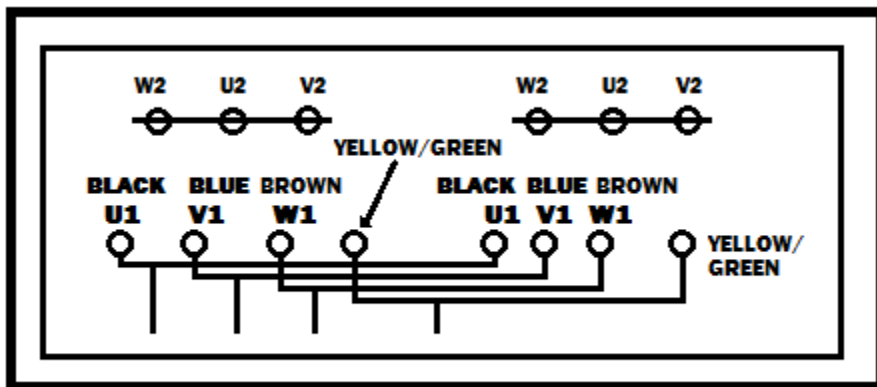 W2 U2 V2 W2 U2 V2
YELLOW/GREEN
BLACK BLUE BROWN BLACK BLUE BROWN
U1 V1 W1 U1 V1 W1
YELLOW/
GREEN